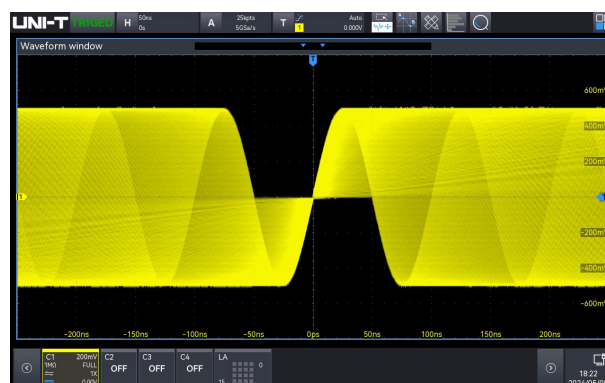 UNI-T TRIGED H 50ns 0s A 25kpts 5GSa/s T 1 Auto 0.000V
Waveform window
T
600mV
400mV
200mV
1
-200mV
-400mV
-600mV
-200ns -150ns -100ns -50ns 0ps 50ns 100ns 150ns 200ns
C1 200mV C2 C3 C4 LA 0
1MΩ FULL OFF OFF OFF
1X
0.00V 15 18:22